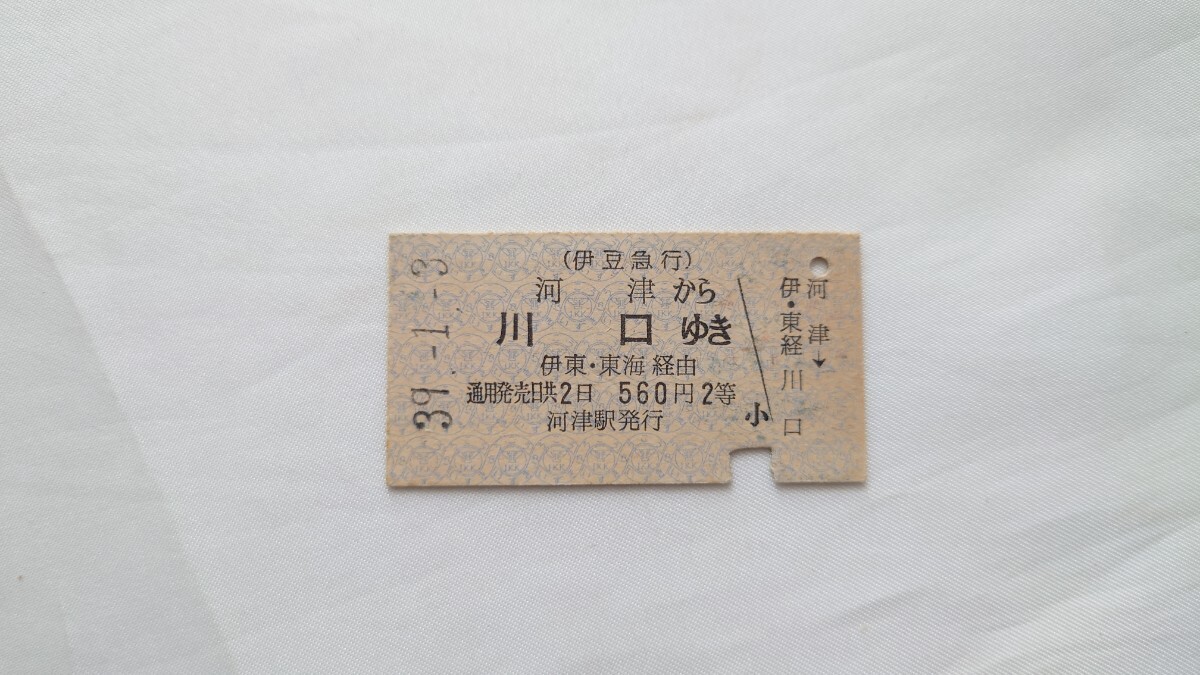 39.-1.-3
(伊豆急行)
河津から
川口ゆき
伊東・東海経由
通用発売日共2日 560円2等
河津駅発行
小
河津→
伊・東経川口